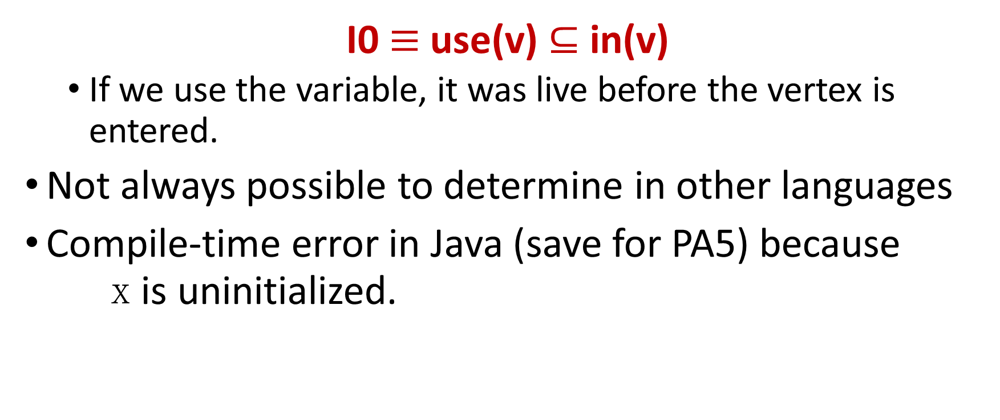 I0 ≡ use(v) ⊆ in(v)
• If we use the variable, it was live before the vertex is
entered.
• Not always possible to determine in other languages
• Compile-time error in Java (save for PA5) because
x is uninitialized.